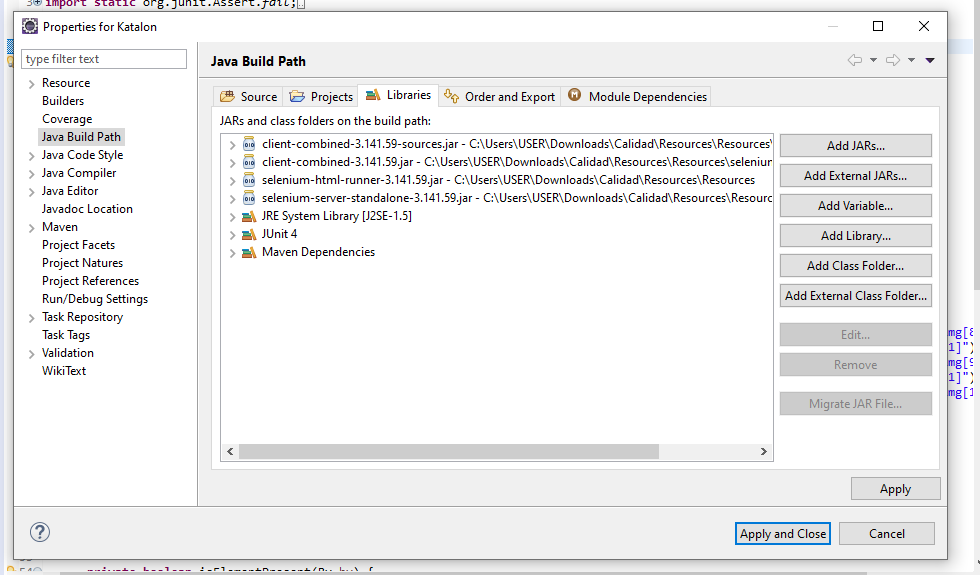 3 import static org.junit.Assert.fail;
Properties for Katalon
type filter text
Resource
Builders
Coverage
Java Build Path
Java Code Style
Java Compiler
Java Editor
Javadoc Location
Maven
Project Facets
Project Natures
Project References
Run/Debug Settings
Task Repository
Task Tags
Validation
WikiText
Java Build Path
Source
Projects
Libraries
Order and Export
Module Dependencies
JARs and class folders on the build path:
client-combined-3.141.59-sources.jar - C:\Users\USER\Downloads\Calidad\Resources\Resources\
client-combined-3.141.59.jar - C:\Users\USER\Downloads\Calidad\Resources\Resources\seleniur
selenium-html-runner-3.141.59.jar - C:\Users\USER\Downloads\Calidad\Resources\Resources
selenium-server-standalone-3.141.59.jar - C:\Users\USER\Downloads\Calidad\Resources\Resourc
JRE System Library [J2SE-1.5]
JUnit 4
Maven Dependencies
Add JARs...
Add External JARs...
Add Variable...
Add Library...
Add Class Folder...
Add External Class Folder...
Edit...
Remove
Migrate JAR File...
Apply
Apply and Close
Cancel
mg[8
1]")
mg[9
1]")
mg[1
54 private boolean isElementPresent(By by) {